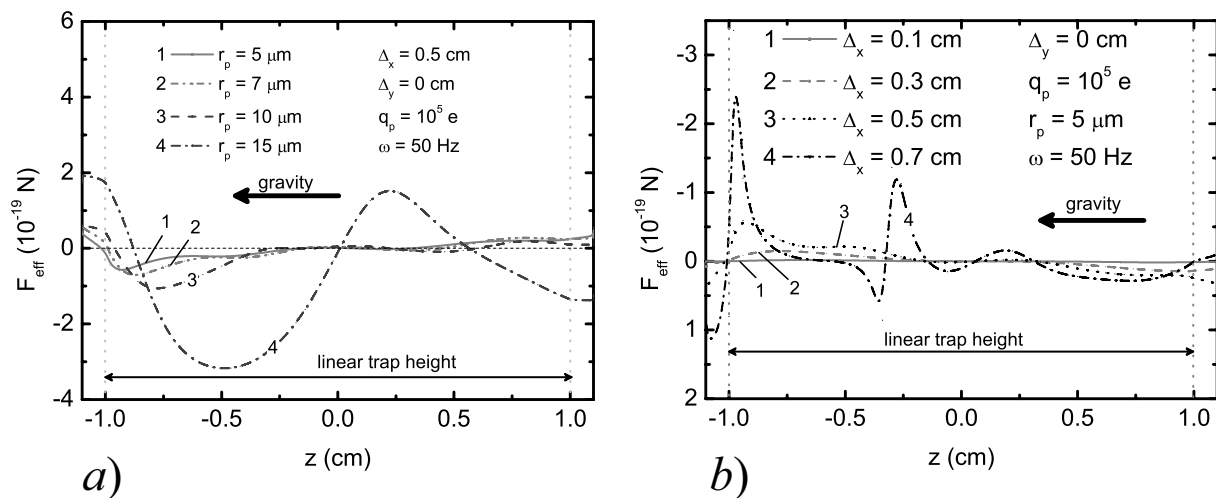 6
4
2
0
-2
-4
F_eff (10^-19 N)
1 r_p = 5 μm Δ_x = 0.5 cm
2 r_p = 7 μm Δ_y = 0 cm
3 r_p = 10 μm q_p = 10^5 e
4 r_p = 15 μm ω = 50 Hz
gravity
1
2
3
4
linear trap height
-1.0 -0.5 0.0 0.5 1.0
z (cm)
a)
-3
-2
-1
0
1
2
F_eff (10^-19 N)
1 Δ_x = 0.1 cm Δ_y = 0 cm
2 Δ_x = 0.3 cm q_p = 10^5 e
3 Δ_x = 0.5 cm r_p = 5 μm
4 Δ_x = 0.7 cm ω = 50 Hz
gravity
3
4
1
2
linear trap height
-1.0 -0.5 0.0 0.5 1.0
z (cm)
b)